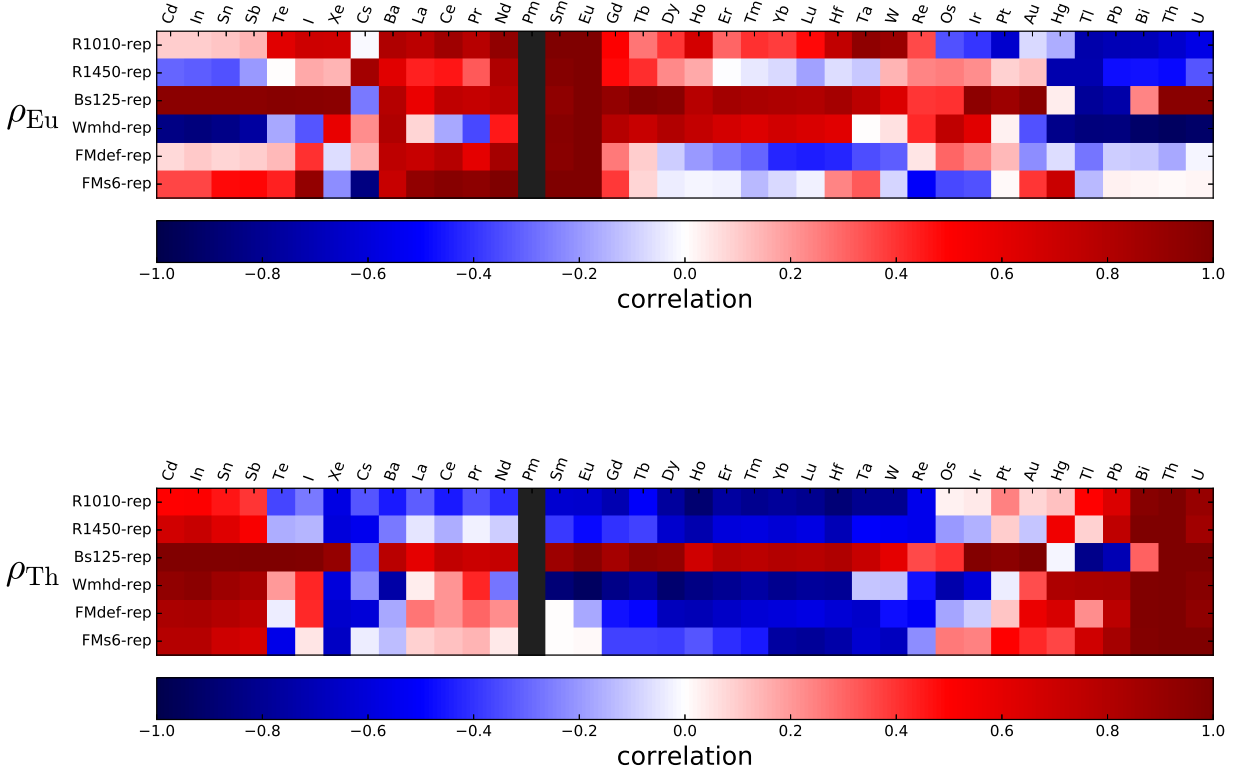 Cd In Sn Sb Te I Xe Cs Ba La Ce Pr Nd Pm Sm Eu Gd Tb Dy Ho Er Tm Yb Lu Hf Ta W Re Os Ir Pt Au Hg Tl Pb Bi Th U
R1010-rep
R1450-rep
Bs125-rep
ρEu
Wmhd-rep
FMdef-rep
FMs6-rep
−1.0 −0.8 −0.6 −0.4 −0.2 0.0 0.2 0.4 0.6 0.8 1.0
correlation
Cd In Sn Sb Te I Xe Cs Ba La Ce Pr Nd Pm Sm Eu Gd Tb Dy Ho Er Tm Yb Lu Hf Ta W Re Os Ir Pt Au Hg Tl Pb Bi Th U
R1010-rep
R1450-rep
Bs125-rep
ρTh
Wmhd-rep
FMdef-rep
FMs6-rep
−1.0 −0.8 −0.6 −0.4 −0.2 0.0 0.2 0.4 0.6 0.8 1.0
correlation